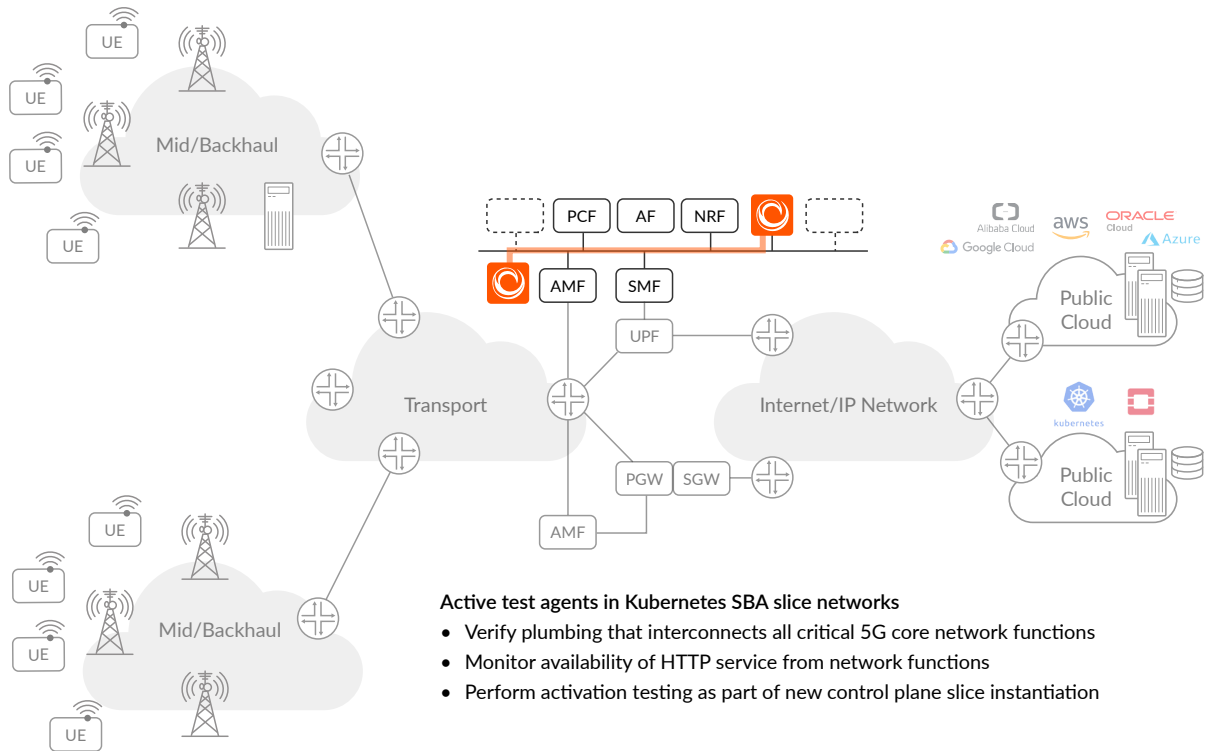 UE
UE
UE
UE
Mid/Backhaul
PCF
AF
NRF
AMF
SMF
UPF
Alibaba Cloud
aws
ORACLE
Cloud
Google Cloud
Azure
Public
Cloud
Transport
Internet/IP Network
kubernetes
PGW
SGW
AMF
Public
Cloud
UE
UE
UE
UE
Mid/Backhaul
Active test agents in Kubernetes SBA slice networks
• Verify plumbing that interconnects all critical 5G core network functions
• Monitor availability of HTTP service from network functions
• Perform activation testing as part of new control plane slice instantiation